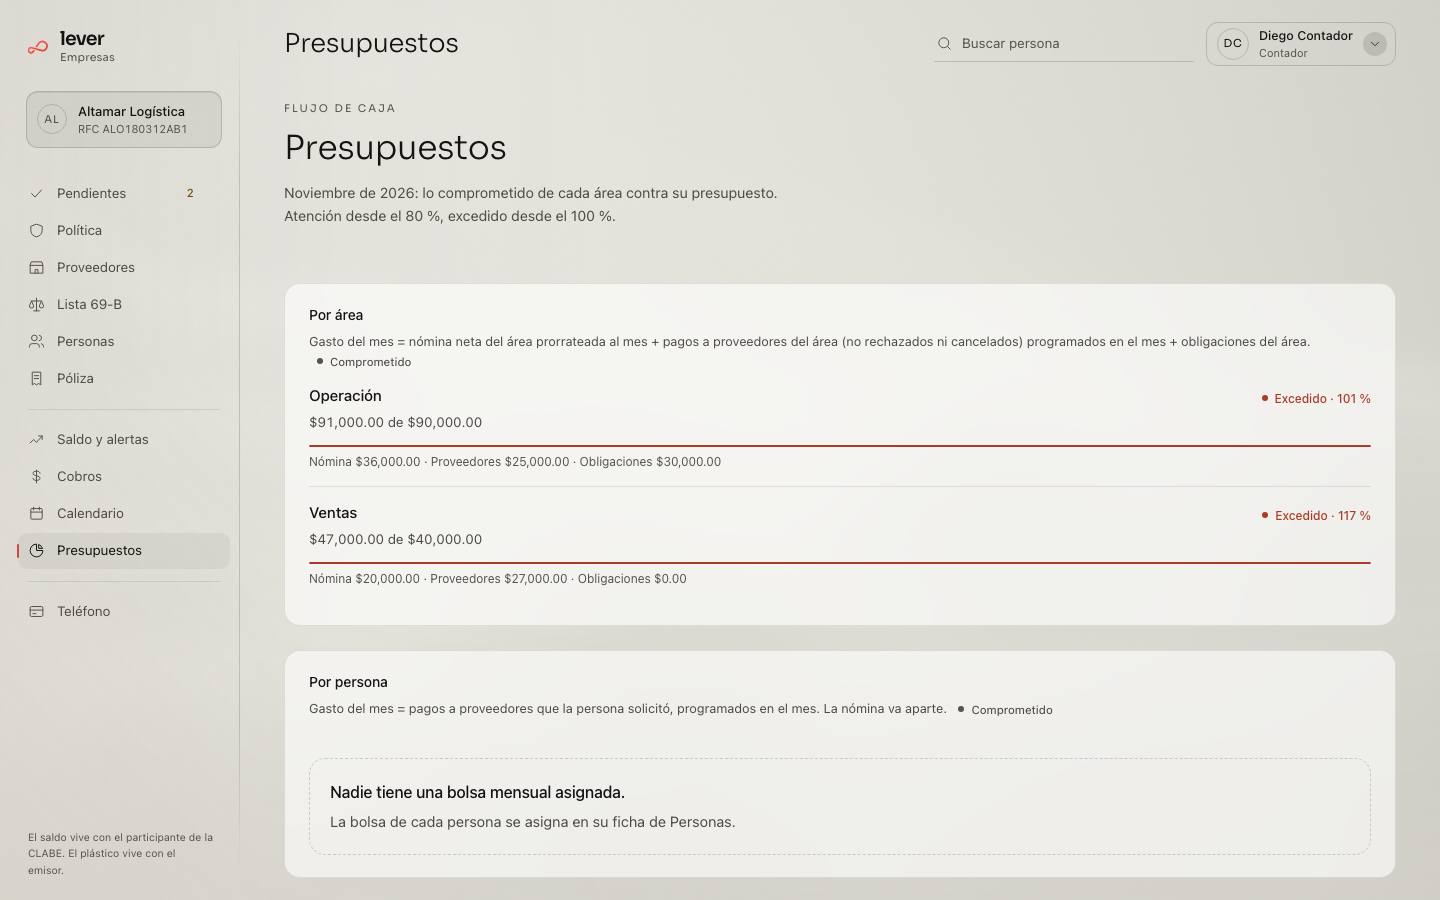 lever
Empresas
AL
Altamar Logística
RFC ALO180312AB1
Pendientes 2
Política
Proveedores
Lista 69-B
Personas
Póliza
Saldo y alertas
Cobros
Calendario
Presupuestos
Teléfono
El saldo vive con el participante de la
CLABE. El plástico vive con el
emisor.
Presupuestos
Buscar persona
DC
Diego Contador
Contador
FLUJO DE CAJA
Presupuestos
Noviembre de 2026: lo comprometido de cada área contra su presupuesto.
Atención desde el 80 %, excedido desde el 100 %.
Por área
Gasto del mes = nómina neta del área prorrateada al mes + pagos a proveedores del área (no rechazados ni cancelados) programados en el mes + obligaciones del área.
Comprometido
Operación
Excedido · 101 %
$91,000.00 de $90,000.00
Nómina $36,000.00 · Proveedores $25,000.00 · Obligaciones $30,000.00
Ventas
Excedido · 117 %
$47,000.00 de $40,000.00
Nómina $20,000.00 · Proveedores $27,000.00 · Obligaciones $0.00
Por persona
Gasto del mes = pagos a proveedores que la persona solicitó, programados en el mes. La nómina va aparte. Comprometido
Nadie tiene una bolsa mensual asignada.
La bolsa de cada persona se asigna en su ficha de Personas.